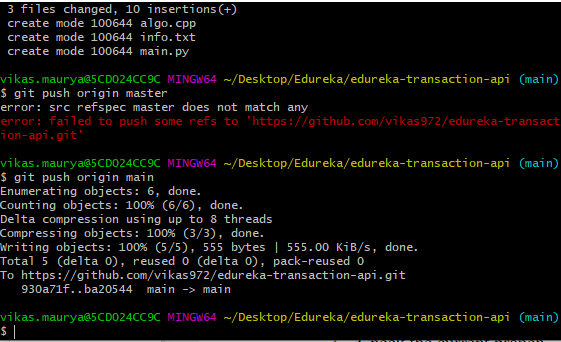 3 files changed, 10 insertions(+)
create mode 100644 algo.cpp
create mode 100644 info.txt
create mode 100644 main.py
vikas.maurya@5CD024CC9C MINGW64 ~/Desktop/Edureka/edureka-transaction-api (main)
$ git push origin master
error: src refspec master does not match any
error: failed to push some refs to 'https://github.com/vikas972/edureka-transact
ion-api.git'
vikas.maurya@5CD024CC9C MINGW64 ~/Desktop/Edureka/edureka-transaction-api (main)
$ git push origin main
Enumerating objects: 6, done.
Counting objects: 100% (6/6), done.
Delta compression using up to 8 threads
Compressing objects: 100% (3/3), done.
Writing objects: 100% (5/5), 555 bytes | 555.00 KiB/s, done.
Total 5 (delta 0), reused 0 (delta 0), pack-reused 0
To https://github.com/vikas972/edureka-transaction-api.git
930a71f..ba20544  main -> main
vikas.maurya@5CD024CC9C MINGW64 ~/Desktop/Edureka/edureka-transaction-api (main)
$